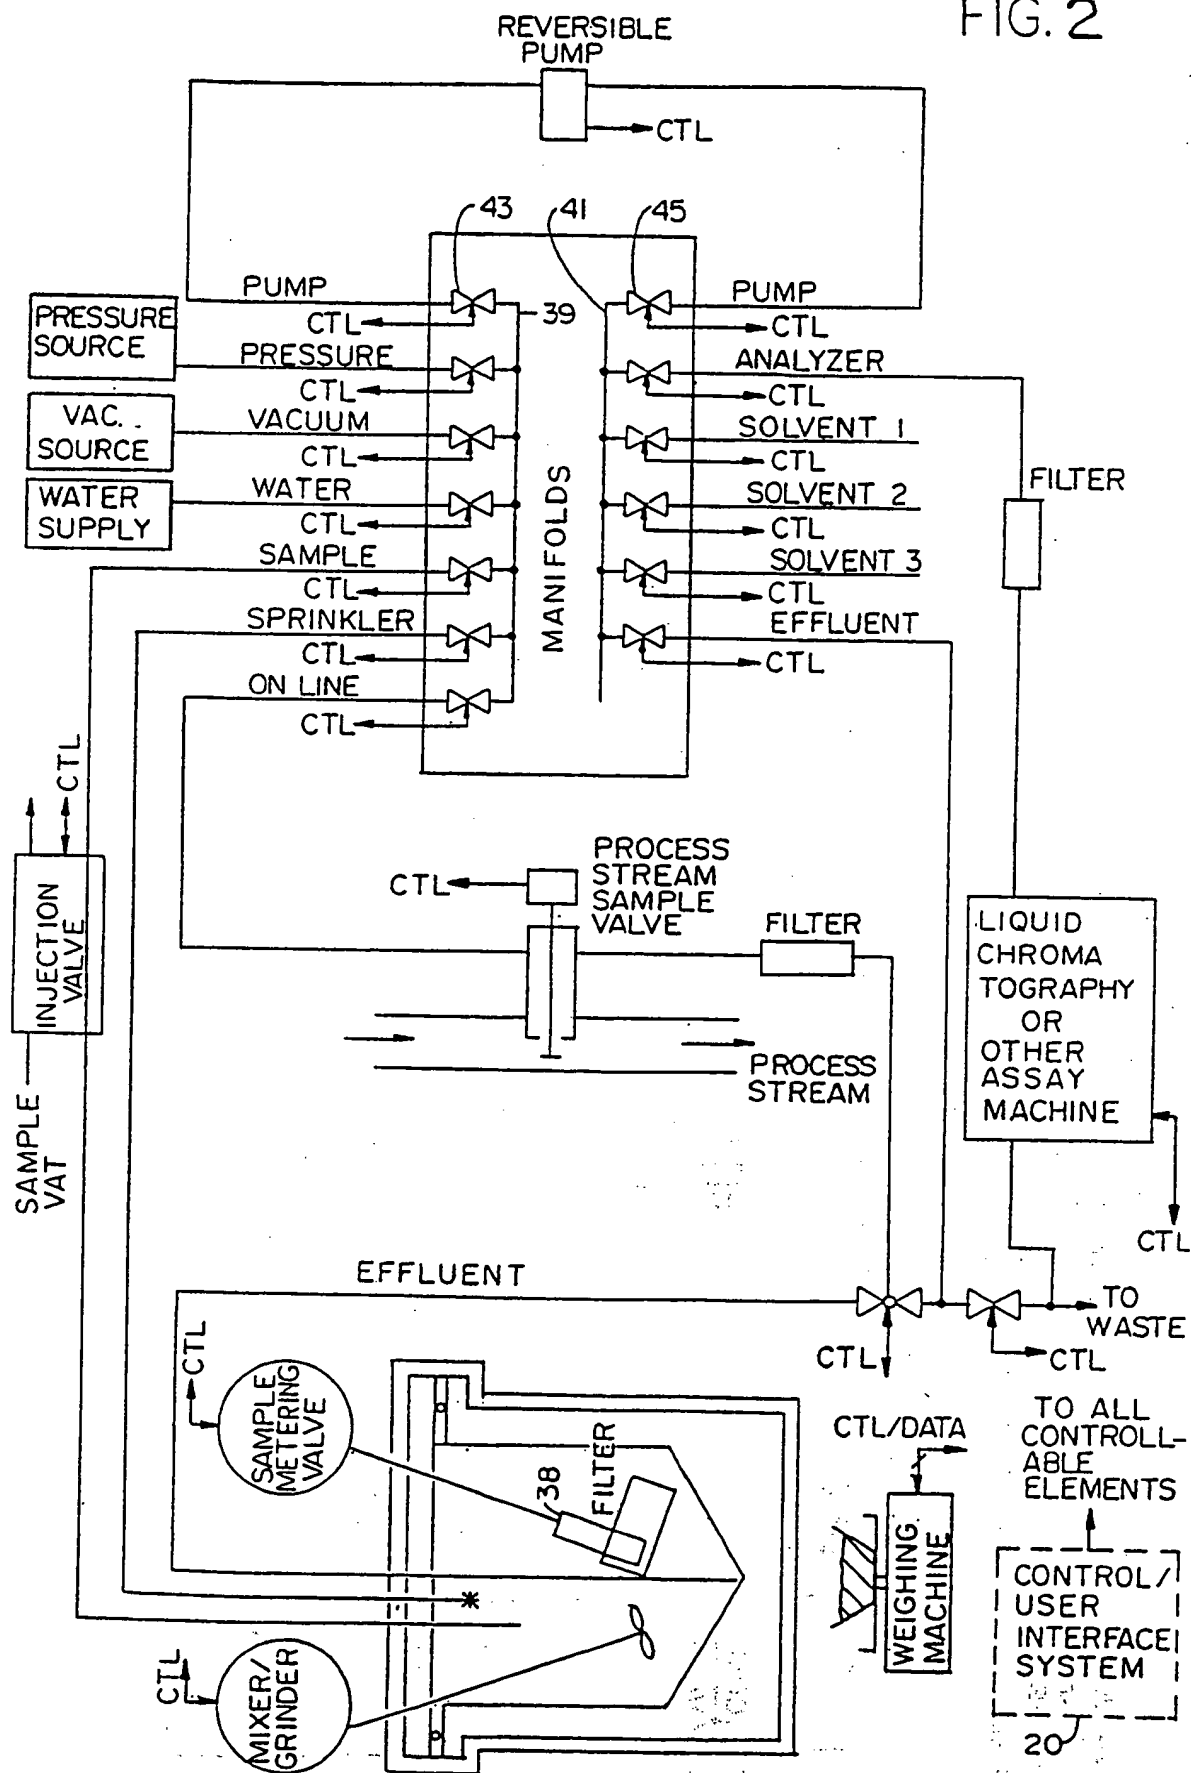 FIG. 2
REVERSIBLE
PUMP
CTL
43
41
45
PUMP
39
PUMP
PRESSURE
SOURCE
CTL
CTL
PRESSURE
ANALYZER
CTL
CTL
VAC.
SOURCE
VACUUM
SOLVENT 1
CTL
CTL
FILTER
WATER
SUPPLY
WATER
SOLVENT 2
CTL
CTL
MANIFOLDS
SAMPLE
SOLVENT 3
CTL
CTL
SPRINKLER
EFFLUENT
CTL
CTL
ON LINE
CTL
CTL
INJECTION
VALVE
SAMPLE
VAT
PROCESS
STREAM
SAMPLE
VALVE
CTL
FILTER
LIQUID
CHROMA
TOGRAPHY
OR
OTHER
ASSAY
MACHINE
PROCESS
STREAM
CTL
EFFLUENT
TO
WASTE
CTL
CTL
CTL
SAMPLE
METERING
VALVE
38
FILTER
CTL/DATA
WEIGHING
MACHINE
TO ALL
CONTROLL-
ABLE
ELEMENTS
CONTROL/
USER
INTERFACE
SYSTEM
20
CTL
MIXER/
GRINDER